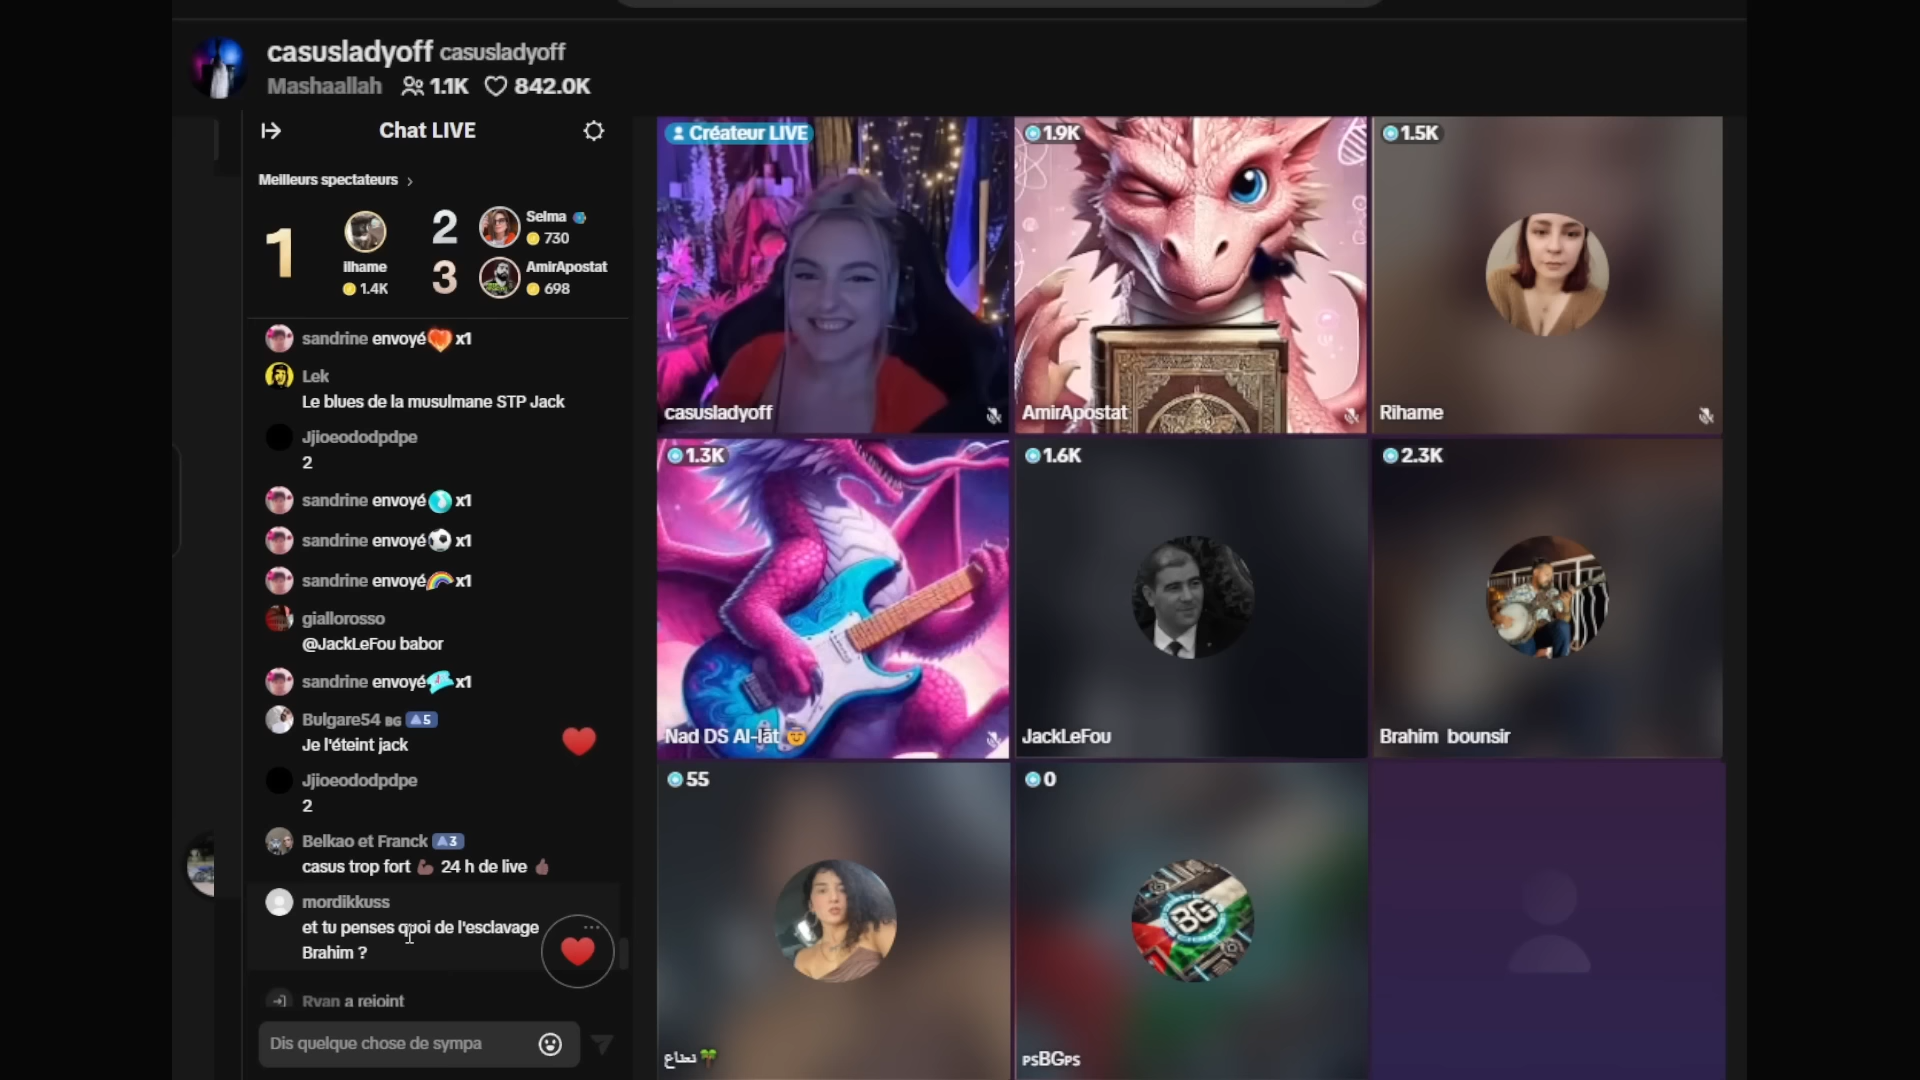 casusladyoff casusladyoff
Mashaallah 1.1K 842.0K
Chat LIVE
Meilleurs spectateurs >
1
ilhame
1.4K
2
Selma
730
3
AmirApostat
698
sandrine envoyé x1
Lek
Le blues de la musulmane STP Jack
Jjioeododpdpe
2
sandrine envoyé x1
sandrine envoyé x1
sandrine envoyé x1
giallorosso
@JackLeFou babor
sandrine envoyé x1
Bulgare54 BG 5
Je l'éteint jack
Jjioeododpdpe
2
Belkao et Franck 3
casus trop fort 💪🏿 24 h de live 👍🏿
mordikkuss
et tu penses quoi de l'esclavage
Brahim ?
Ryan a rejoint
Dis quelque chose de sympa
Créateur LIVE
casusladyoff
1.9K
AmirApostat
1.5K
Rihame
1.3K
Nad DS Al-lāt
1.6K
JackLeFou
2.3K
Brahim bounsir
55
0
BG
PSBGPS